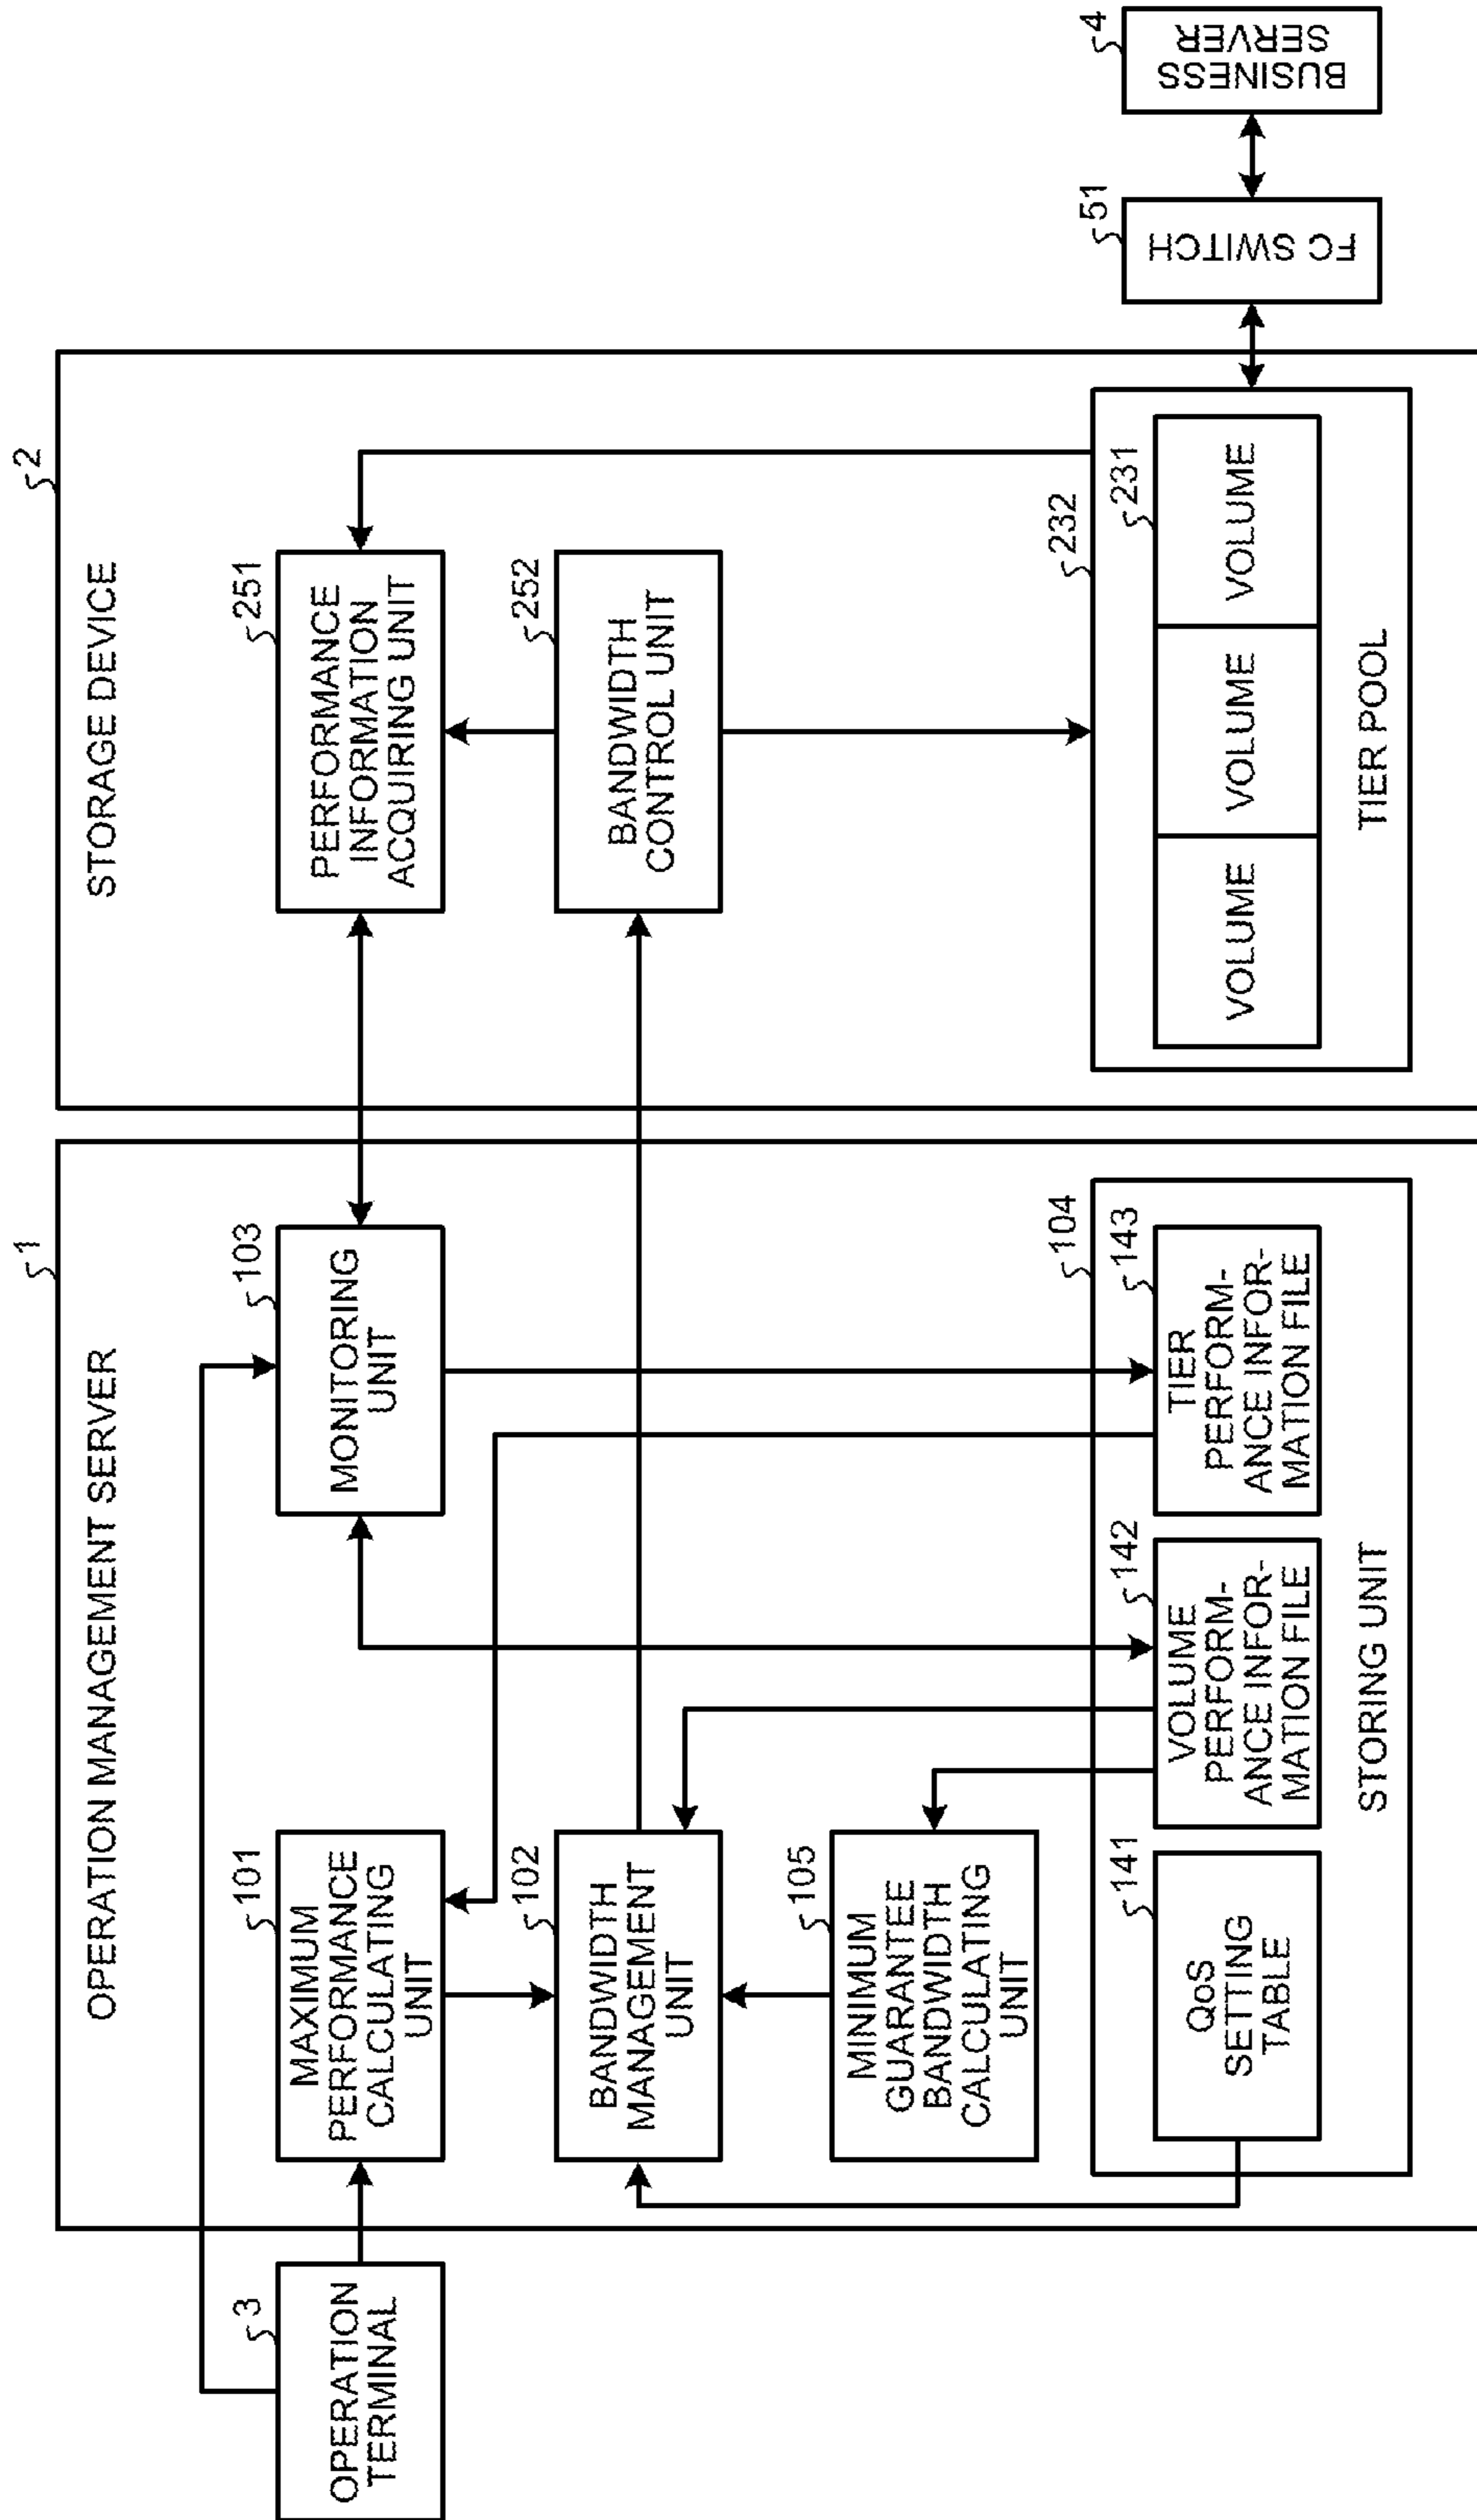 OPERATION
TERMINAL
3
OPERATION MANAGEMENT SERVER
1
MAXIMUM
PERFORMANCE
CALCULATING
UNIT
101
MONITORING
UNIT
103
BANDWIDTH
MANAGEMENT
UNIT
102
MINIMUM
GUARANTEE
BANDWIDTH
CALCULATING
UNIT
105
104
QoS
SETTING
TABLE
141
VOLUME
PERFORM-
ANCE INFOR-
MATION FILE
142
TIER
PERFORM-
ANCE INFOR-
MATION FILE
143
STORING UNIT
STORAGE DEVICE
2
PERFORMANCE
INFORMATION
ACQUIRING UNIT
251
BANDWIDTH
CONTROL UNIT
252
232
VOLUME
VOLUME
VOLUME
231
TIER POOL
FC SWITCH
51
BUSINESS
SERVER
4